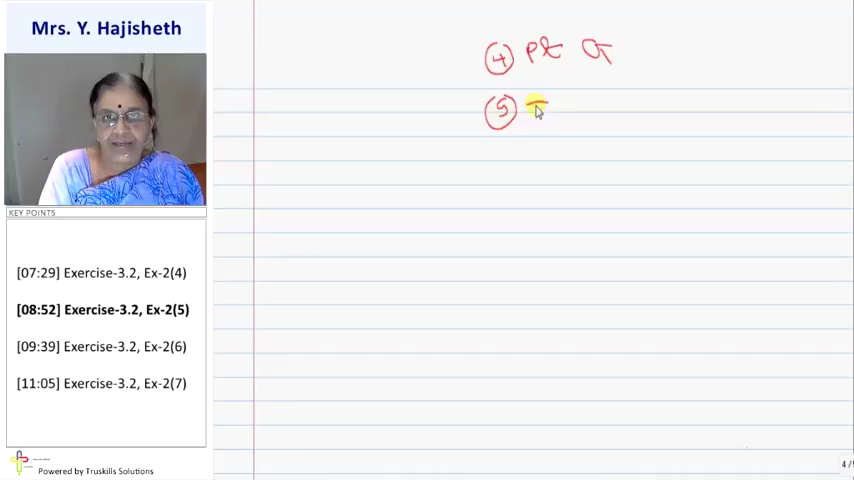 Mrs. Y. Hajisheth
KEY POINTS
[07:29] Exercise-3.2, Ex-2(4)
[08:52] Exercise-3.2, Ex-2(5)
[09:39] Exercise-3.2, Ex-2(6)
[11:05] Exercise-3.2, Ex-2(7)
Powered by Truskills Solutions
4 Pt G
5
4/